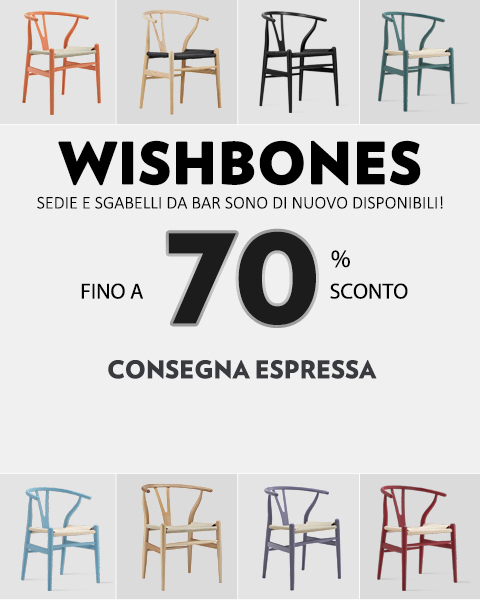 WISHBONES
SEDIE E SGABELLI DA BAR SONO DI NUOVO DISPONIBILI!
FINO A 70 % SCONTO
CONSEGNA ESPRESSA